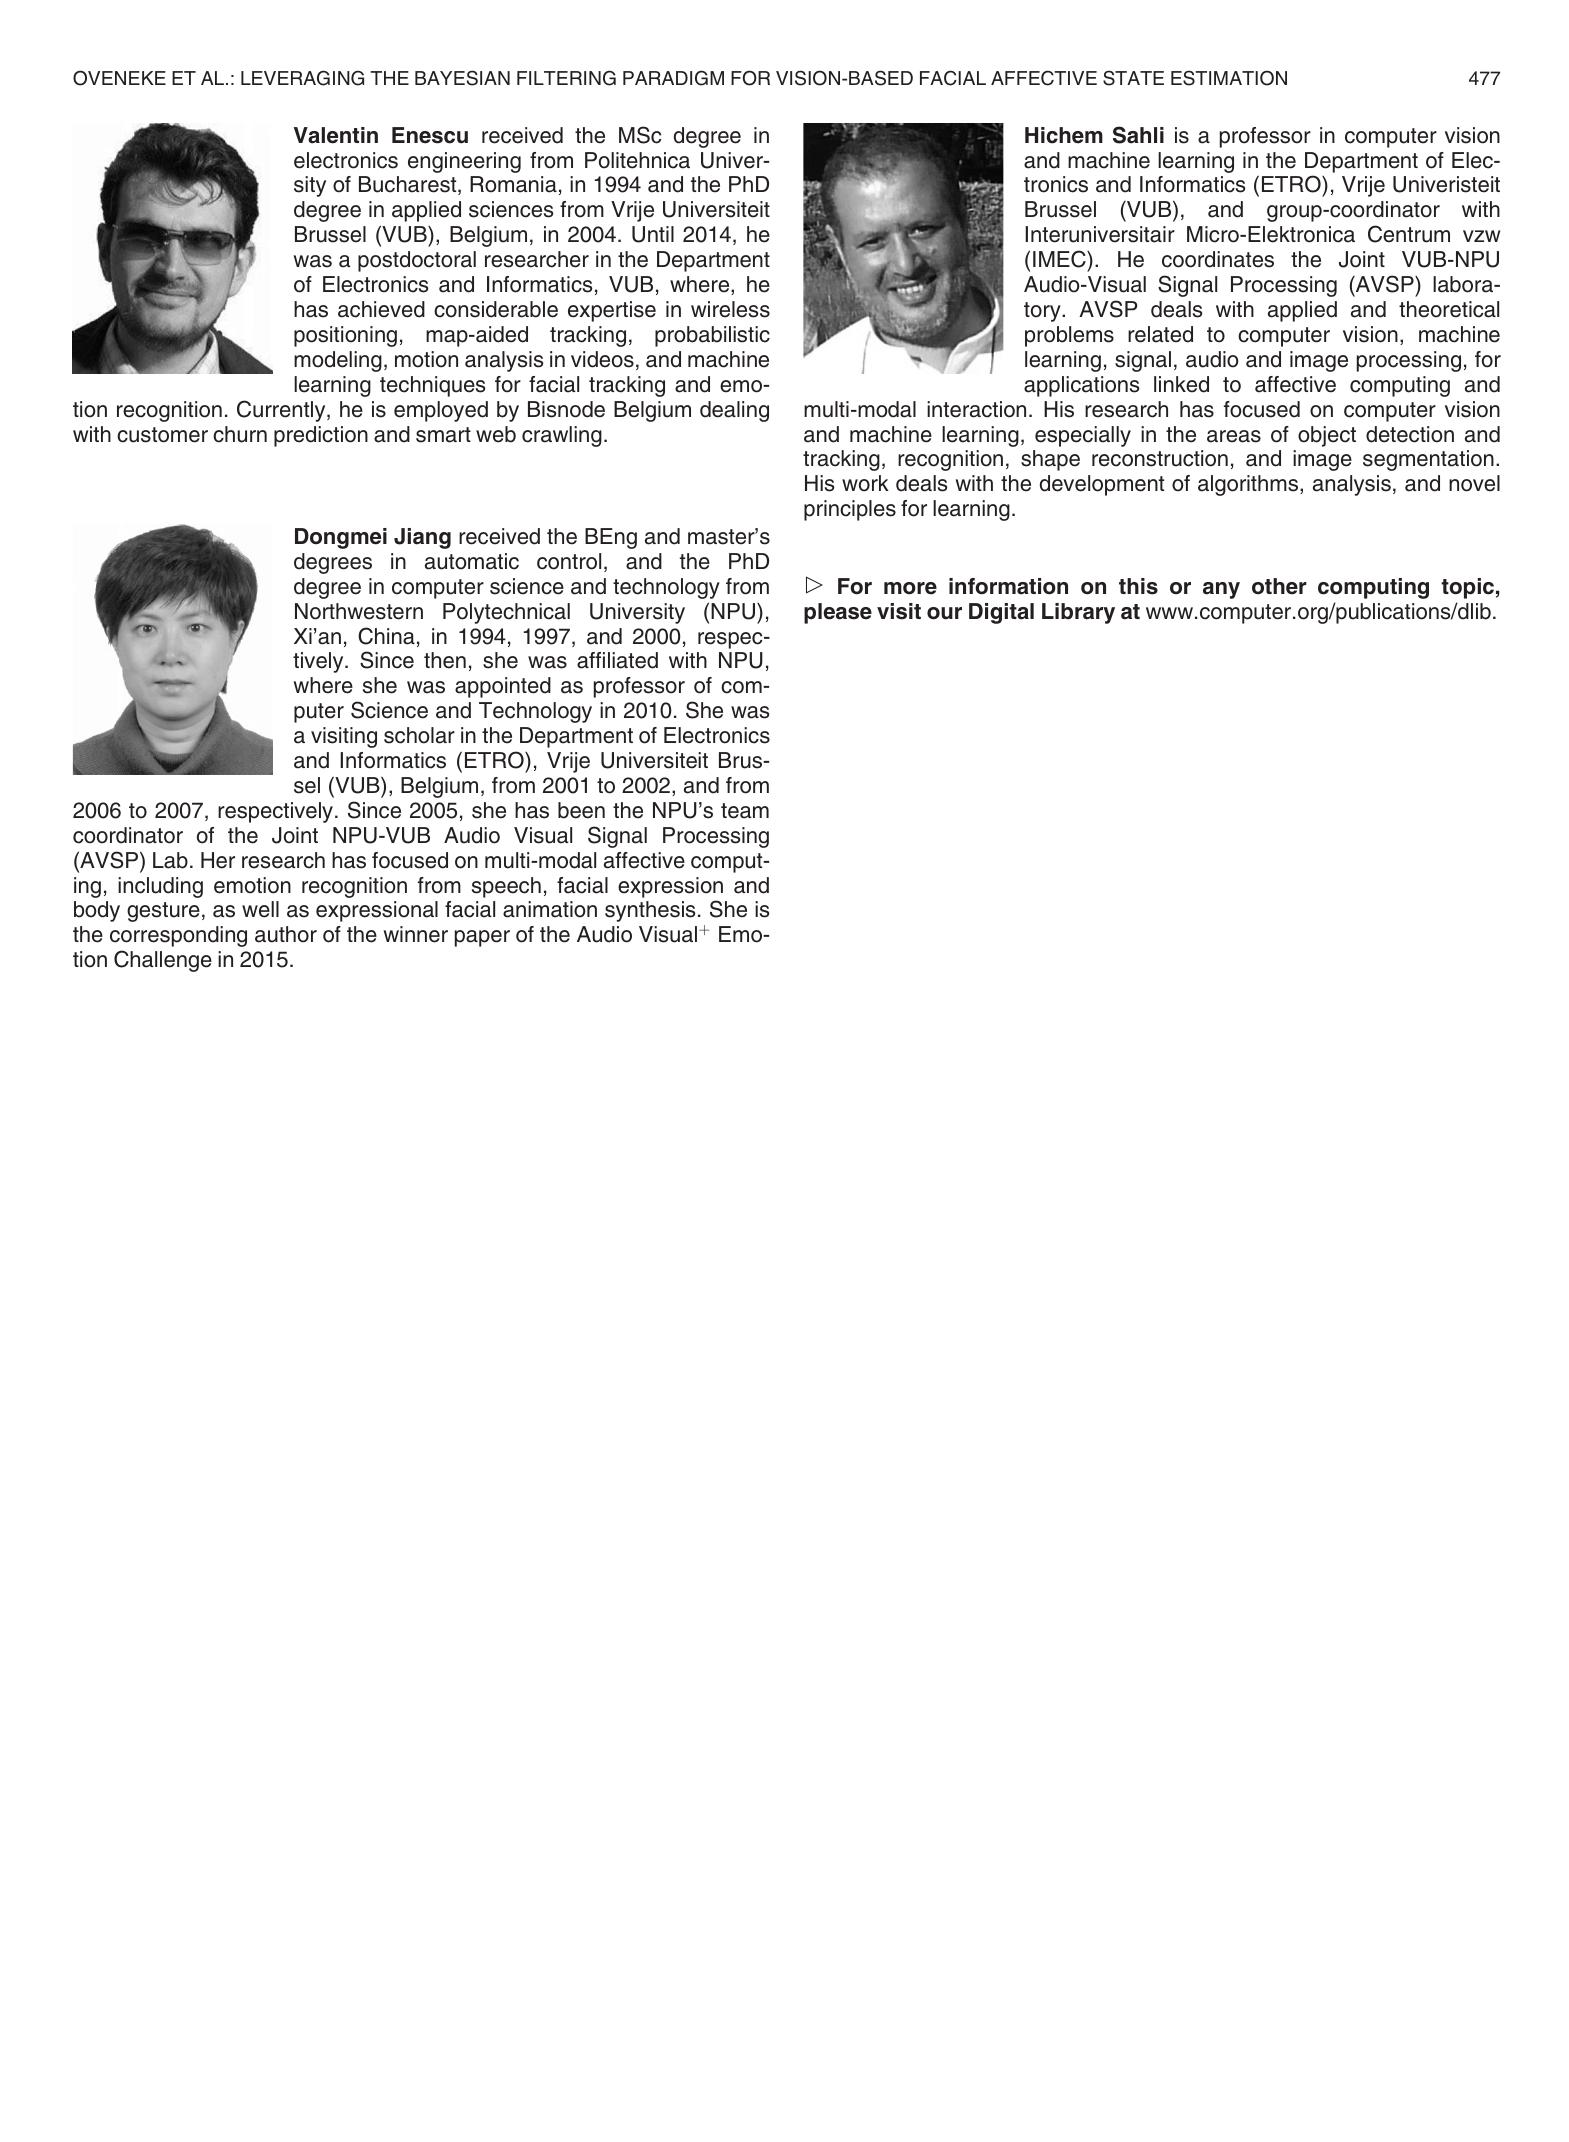 OVENEKE ET AL.: LEVERAGING THE BAYESIAN FILTERING PARADIGM FOR VISION-BASED FACIAL AFFECTIVE STATE ESTIMATION 477
Valentin Enescu received the MSc degree in
electronics engineering from Politehnica Univer-
sity of Bucharest, Romania, in 1994 and the PhD
degree in applied sciences from Vrije Universiteit
Brussel (VUB), Belgium, in 2004. Until 2014, he
was a postdoctoral researcher in the Department
of Electronics and Informatics, VUB, where, he
has achieved considerable expertise in wireless
positioning, map-aided tracking, probabilistic
modeling, motion analysis in videos, and machine
learning techniques for facial tracking and emo-
tion recognition. Currently, he is employed by Bisnode Belgium dealing
with customer churn prediction and smart web crawling.
Dongmei Jiang received the BEng and master's
degrees in automatic control, and the PhD
degree in computer science and technology from
Northwestern Polytechnical University (NPU),
Xi'an, China, in 1994, 1997, and 2000, respec-
tively. Since then, she was affiliated with NPU,
where she was appointed as professor of com-
puter Science and Technology in 2010. She was
a visiting scholar in the Department of Electronics
and Informatics (ETRO), Vrije Universiteit Brus-
sel (VUB), Belgium, from 2001 to 2002, and from
2006 to 2007, respectively. Since 2005, she has been the NPU's team
coordinator of the Joint NPU-VUB Audio Visual Signal Processing
(AVSP) Lab. Her research has focused on multi-modal affective comput-
ing, including emotion recognition from speech, facial expression and
body gesture, as well as expressional facial animation synthesis. She is
the corresponding author of the winner paper of the Audio Visual⁺ Emo-
tion Challenge in 2015.
Hichem Sahli is a professor in computer vision
and machine learning in the Department of Elec-
tronics and Informatics (ETRO), Vrije Univeristeit
Brussel (VUB), and group-coordinator with
Interuniversitair Micro-Elektronica Centrum vzw
(IMEC). He coordinates the Joint VUB-NPU
Audio-Visual Signal Processing (AVSP) labora-
tory. AVSP deals with applied and theoretical
problems related to computer vision, machine
learning, signal, audio and image processing, for
applications linked to affective computing and
multi-modal interaction. His research has focused on computer vision
and machine learning, especially in the areas of object detection and
tracking, recognition, shape reconstruction, and image segmentation.
His work deals with the development of algorithms, analysis, and novel
principles for learning.
▷ For more information on this or any other computing topic,
please visit our Digital Library at www.computer.org/publications/dlib.